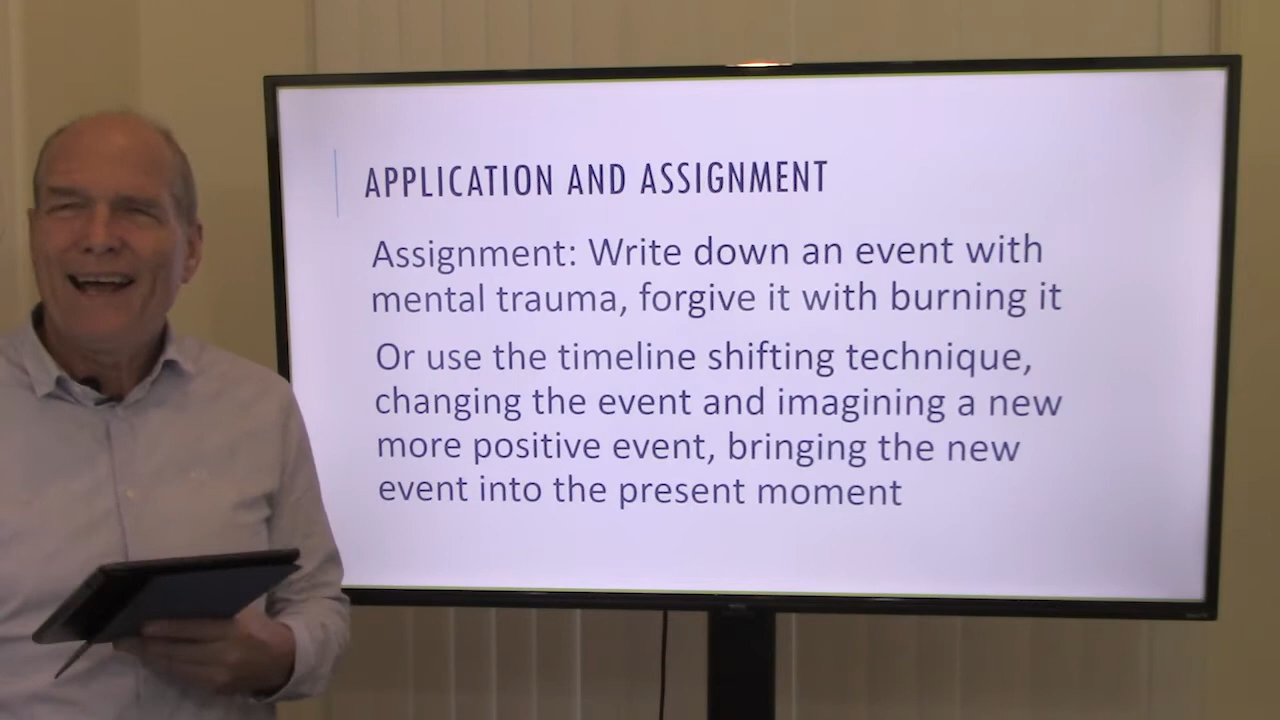 APPLICATION AND ASSIGNMENT
Assignment: Write down an event with
mental trauma, forgive it with burning it
Or use the timeline shifting technique,
changing the event and imagining a new
more positive event, bringing the new
event into the present moment